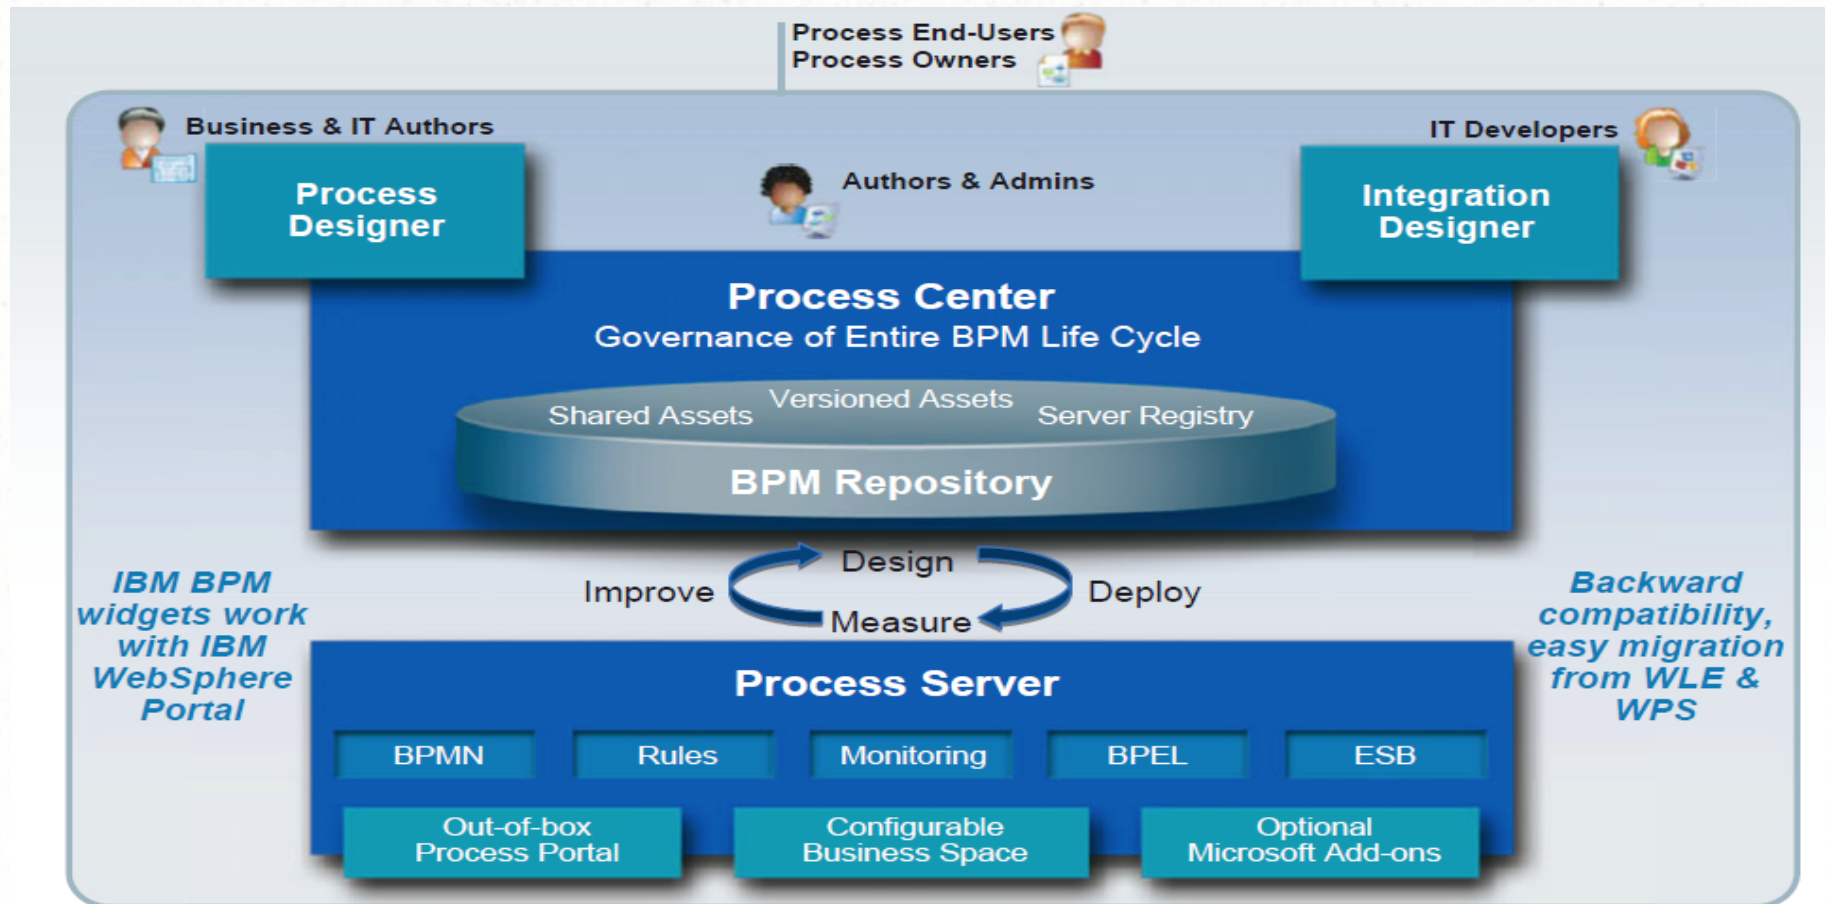 Process End-Users
Process Owners
Business & IT Authors
IT Developers
Authors & Admins
Process
Designer
Integration
Designer
Process Center
Governance of Entire BPM Life Cycle
Shared Assets
Versioned Assets
Server Registry
BPM Repository
Design
Improve
Deploy
Measure
IBM BPM
widgets work
with IBM
WebSphere
Portal
Backward
compatibility,
easy migration
from WLE &
WPS
Process Server
BPMN
Rules
Monitoring
BPEL
ESB
Out-of-box
Process Portal
Configurable
Business Space
Optional
Microsoft Add-ons